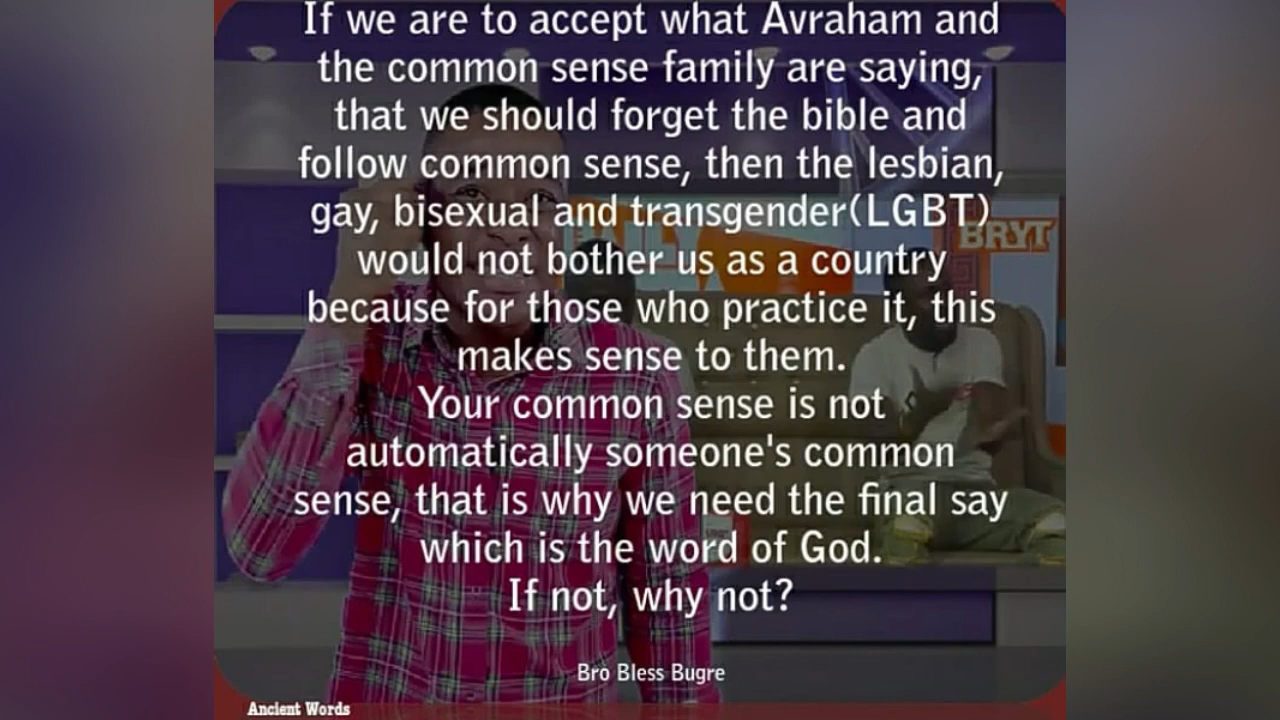 If we are to accept what Avraham and
the common sense family are saying,
that we should forget the bible and
follow common sense, then the lesbian,
gay, bisexual and transgender(LGBT)
would not bother us as a country
because for those who practice it, this
makes sense to them.
Your common sense is not
automatically someone's common
sense, that is why we need the final say
which is the word of God.
If not, why not?
Bro Bless Bugre
Ancient Words
BRYT